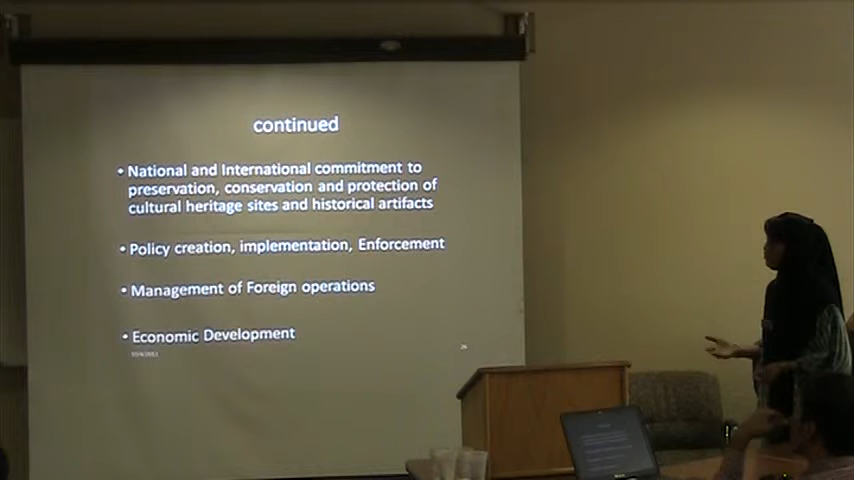 continued
• National and International commitment to
preservation, conservation and protection of
cultural heritage sites and historical artifacts
• Policy creation, implementation, Enforcement
• Management of Foreign operations
• Economic Development